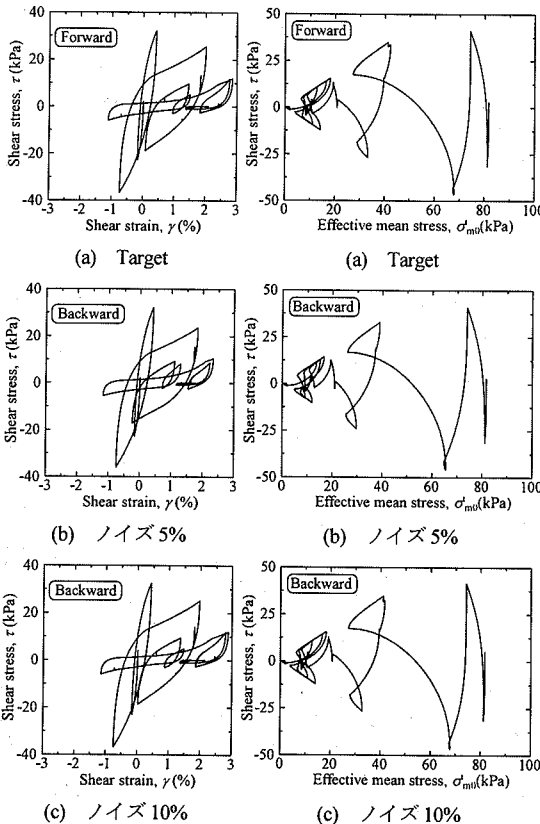 40
20
0
-20
-40
Shear stress, τ (kPa)
Forward
-3 -2 -1 0 1 2 3
Shear strain, γ (%)
(a) Target
50
25
0
-25
-50
Shear stress, τ (kPa)
Forward
0 20 40 60 80 100
Effective mean stress, σ'm0(kPa)
(a) Target
40
20
0
-20
-40
Shear stress, τ (kPa)
Backward
-3 -2 -1 0 1 2 3
Shear strain, γ (%)
(b) ノイズ 5%
50
25
0
-25
-50
Shear stress, τ (kPa)
Backward
0 20 40 60 80 100
Effective mean stress, σ'm0(kPa)
(b) ノイズ 5%
40
20
0
-20
-40
Shear stress, τ (kPa)
Backward
-3 -2 -1 0 1 2 3
Shear strain, γ (%)
(c) ノイズ 10%
50
25
0
-25
-50
Shear stress, τ (kPa)
Backward
0 20 40 60 80 100
Effective mean stress, σ'm0(kPa)
(c) ノイズ 10%